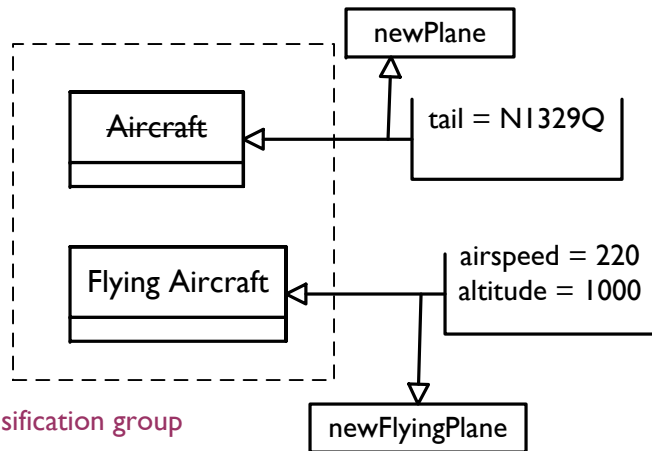 newPlane
Aircraft
tail = N1329Q
Flying Aircraft
airspeed = 220
altitude = 1000
sification group
newFlyingPlane